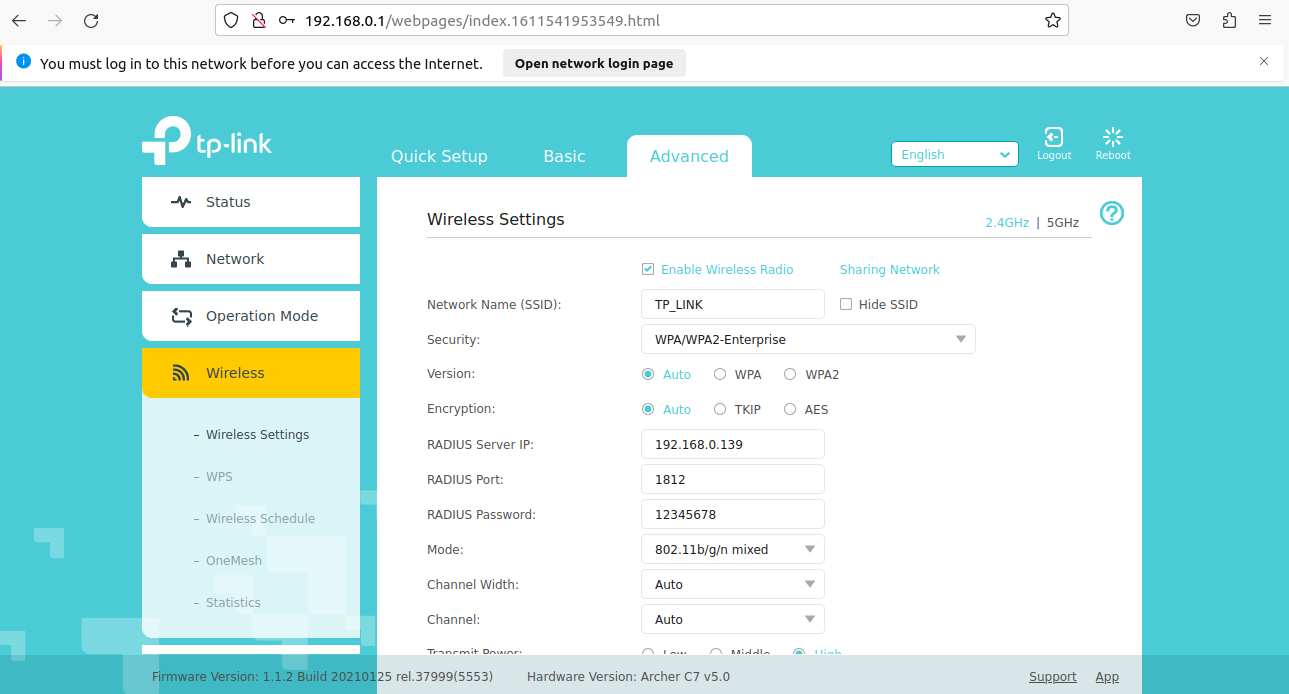 192.168.0.1/webpages/index.1611541953549.html
You must log in to this network before you can access the Internet. Open network login page
tp-link
Quick Setup Basic Advanced English Logout Reboot
Status
Network
Operation Mode
Wireless
- Wireless Settings
- WPS
- Wireless Schedule
- OneMesh
- Statistics
Wireless Settings 2.4GHz | 5GHz
Enable Wireless Radio Sharing Network
Network Name (SSID): TP_LINK Hide SSID
Security: WPA/WPA2-Enterprise
Version: Auto WPA WPA2
Encryption: Auto TKIP AES
RADIUS Server IP: 192.168.0.139
RADIUS Port: 1812
RADIUS Password: 12345678
Mode: 802.11b/g/n mixed
Channel Width: Auto
Channel: Auto
Transmit Power: Low Middle High
Firmware Version: 1.1.2 Build 20210125 rel.37999(5553) Hardware Version: Archer C7 v5.0 Support App